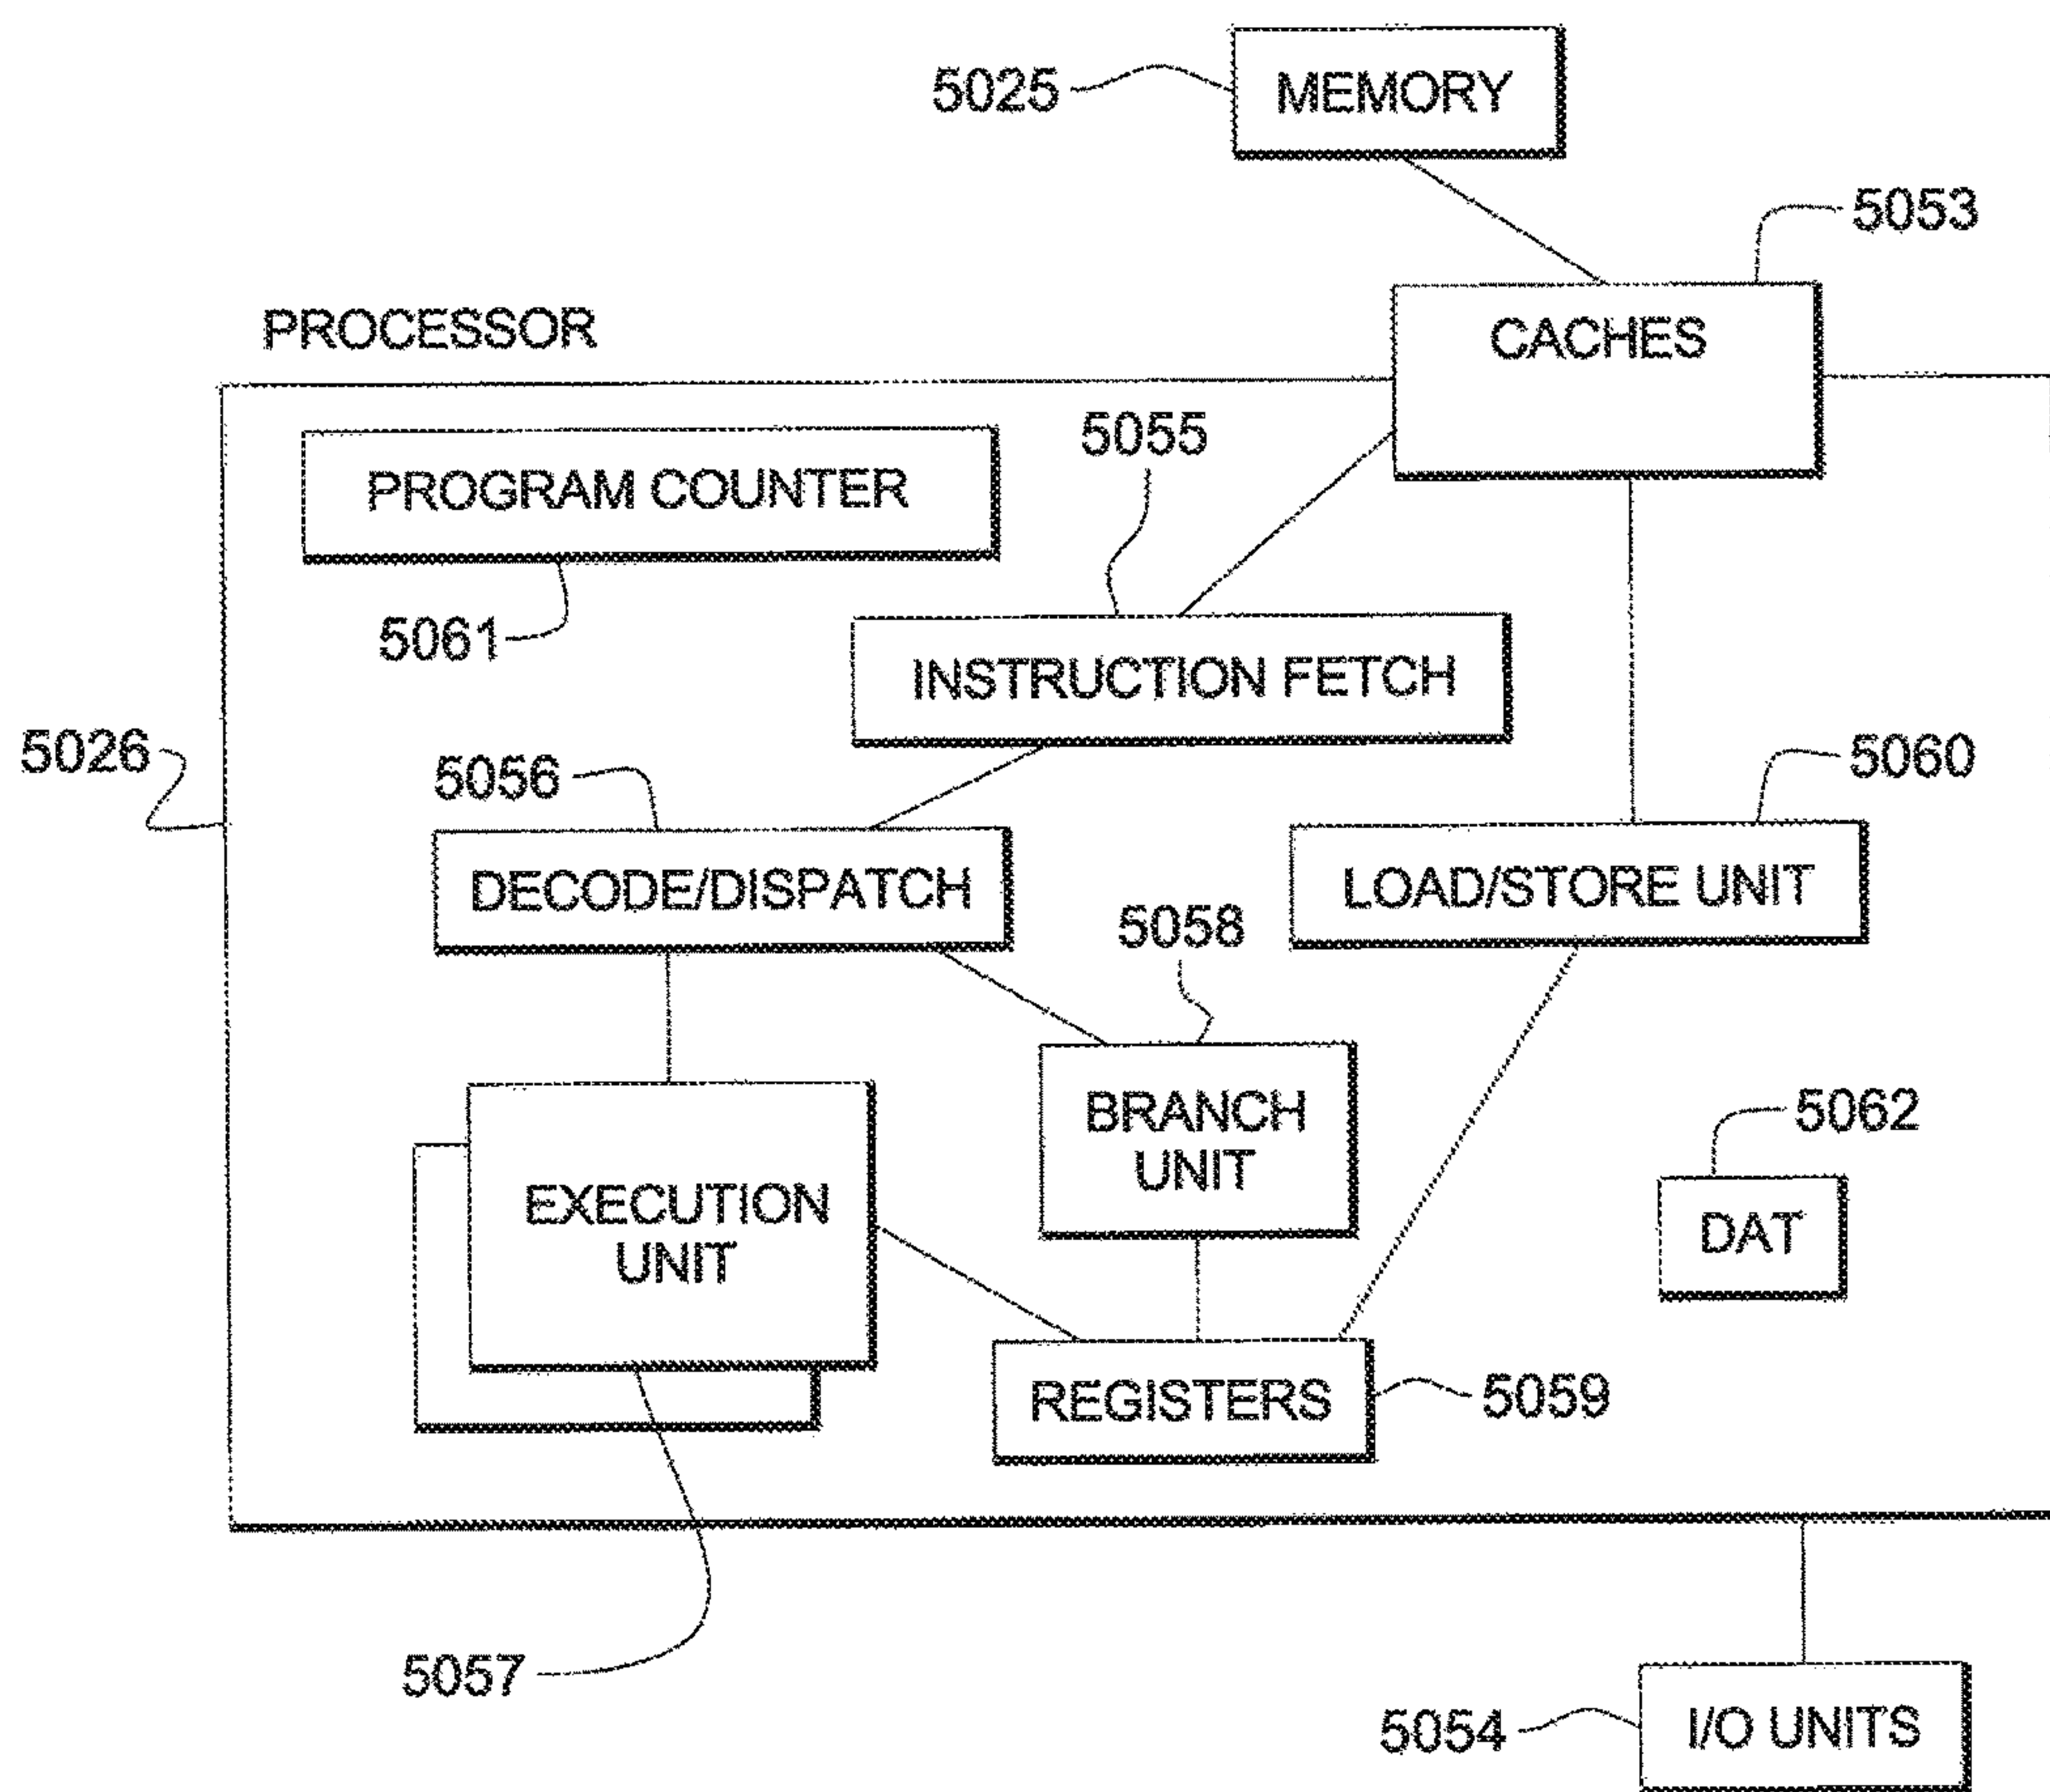 MEMORY
5025
5053
CACHES
PROCESSOR
5055
PROGRAM COUNTER
5061
INSTRUCTION FETCH
5026
5056
5060
DECODE/DISPATCH
LOAD/STORE UNIT
5058
BRANCH
UNIT
5062
DAT
EXECUTION
UNIT
REGISTERS
5059
5057
5054
I/O UNITS